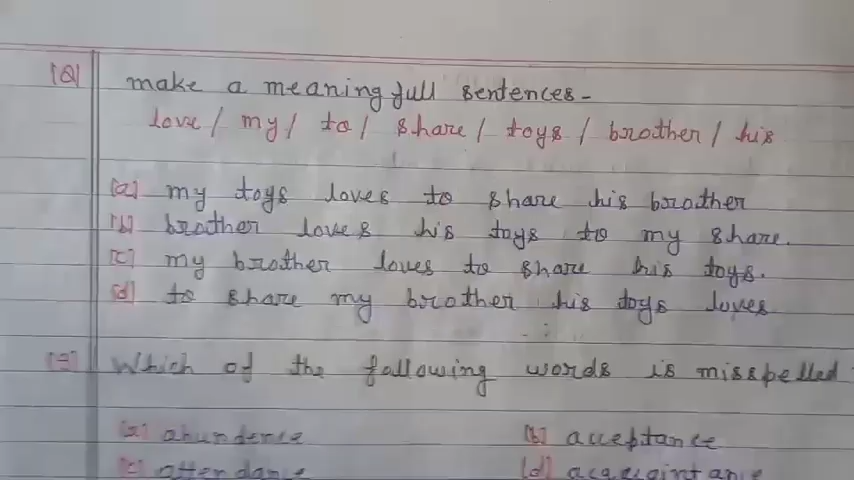 [Q] make a meaningfull sentences-
love / my / to / share / toys / brother / his
[a] my toys loves to share his brother
[b] brother loves his toys to my share.
[c] my brother loves to share his toys.
[d] to share my brother his toys loves
Which of the following words is misspelled
[a] abundence [b] acceptance
[c] attendance [d]